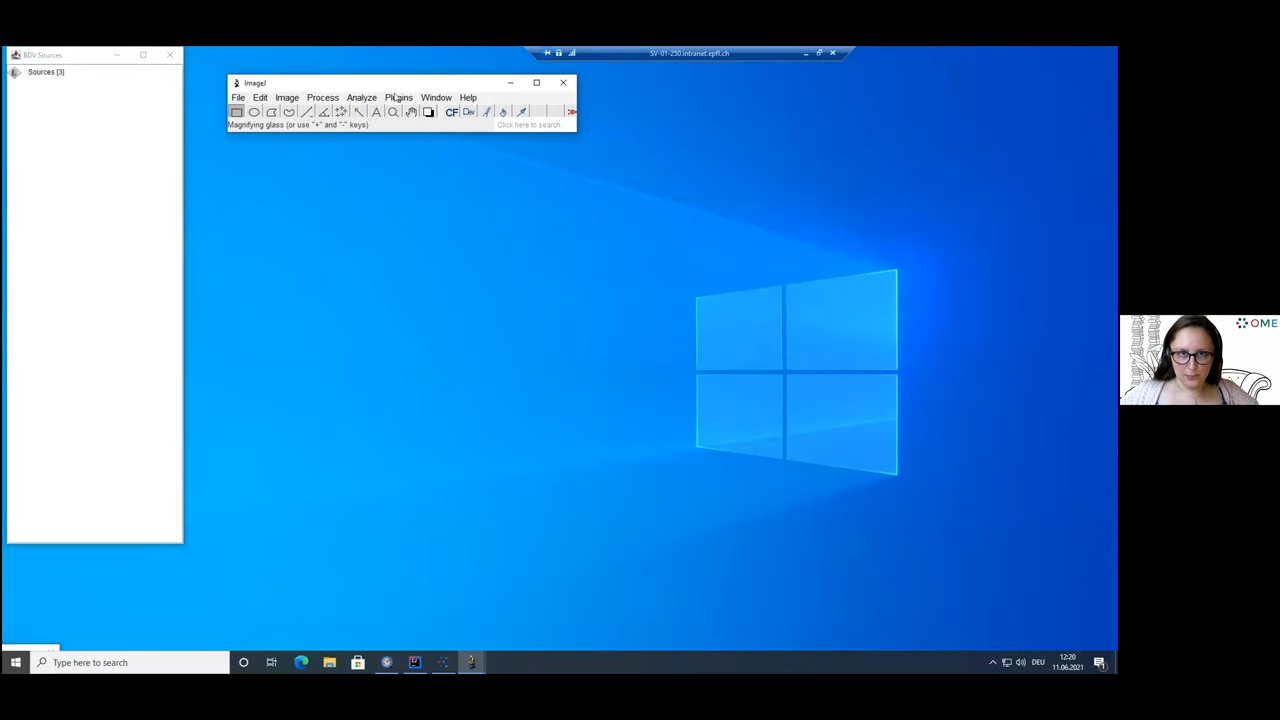 BDV Sources
Sources [3]
SV-01-250.intranet.epfl.ch
ImageJ
File Edit Image Process Analyze Plugins Window Help
A CF Dev
Magnifying glass (or use "+" and "-" keys)
Click here to search
OME
Type here to search
DEU
12:20
11.06.2021